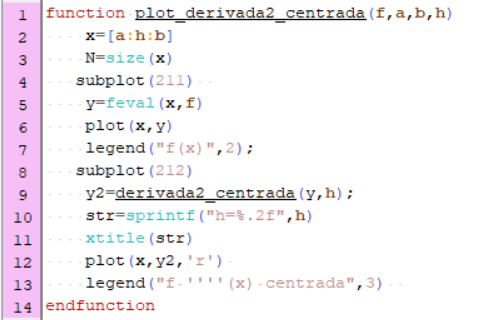 1 function plot_derivada2_centrada(f,a,b,h)
2 x=[a:h:b]
3 N=size(x)
4 subplot(211)
5 y=feval(x,f)
6 plot(x,y)
7 legend("f(x)",2);
8 subplot(212)
9 y2=derivada2_centrada(y,h);
10 str=sprintf("h=%.2f",h)
11 xtitle(str)
12 plot(x,y2,'r')
13 legend("f ''''(x) centrada",3)
14 endfunction